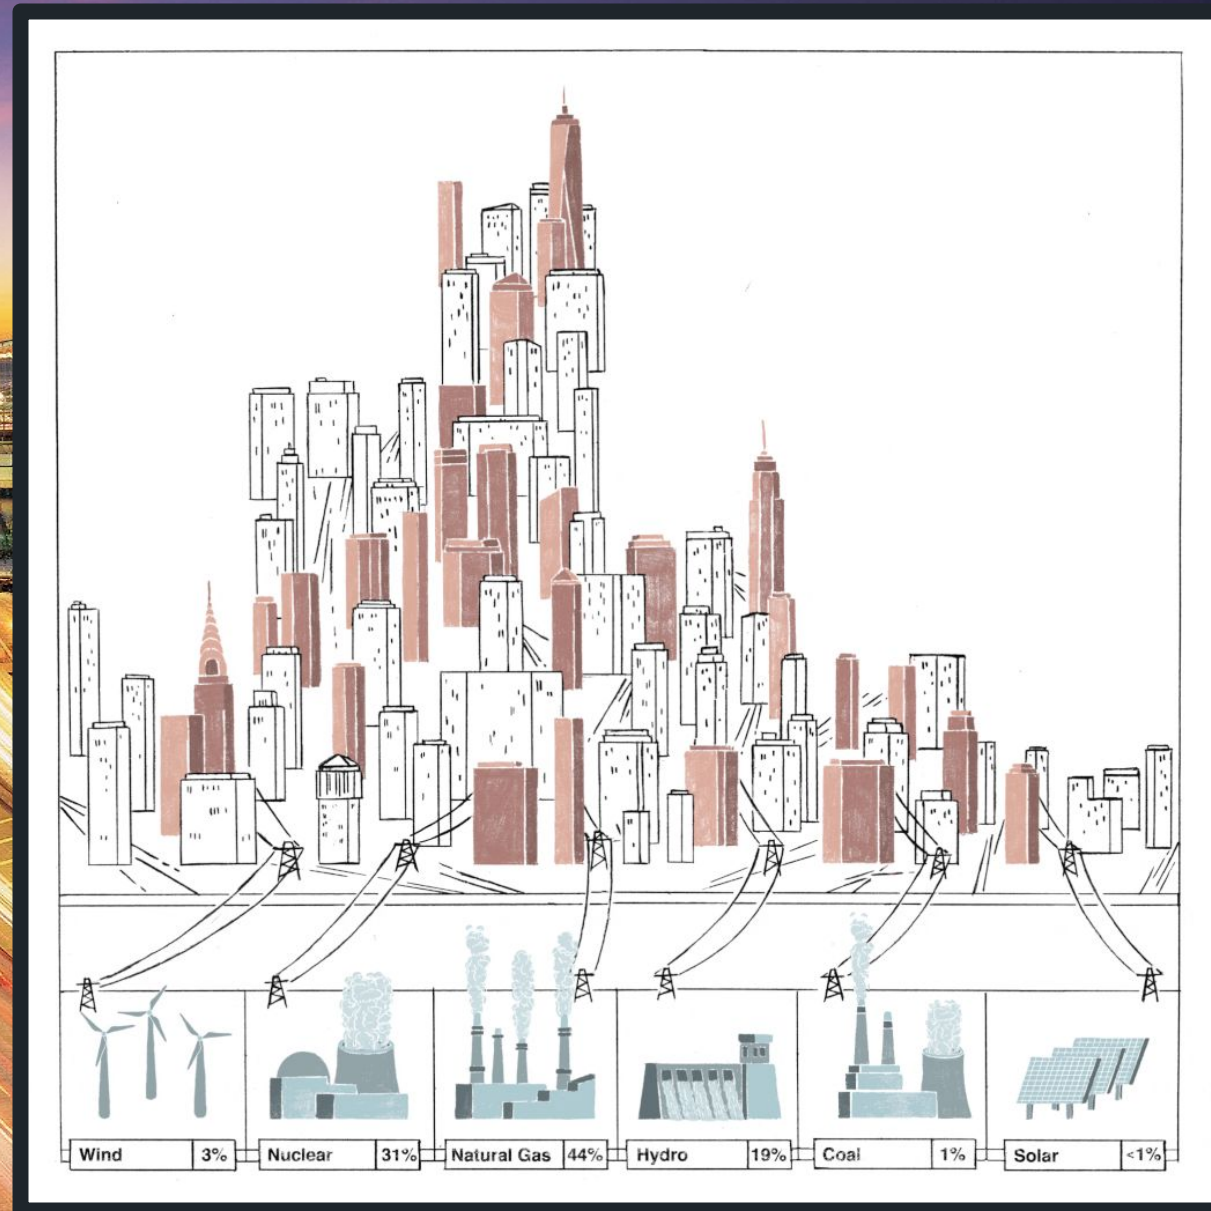 Wind 3%
Nuclear 31%
Natural Gas 44%
Hydro 19%
Coal 1%
Solar <1%